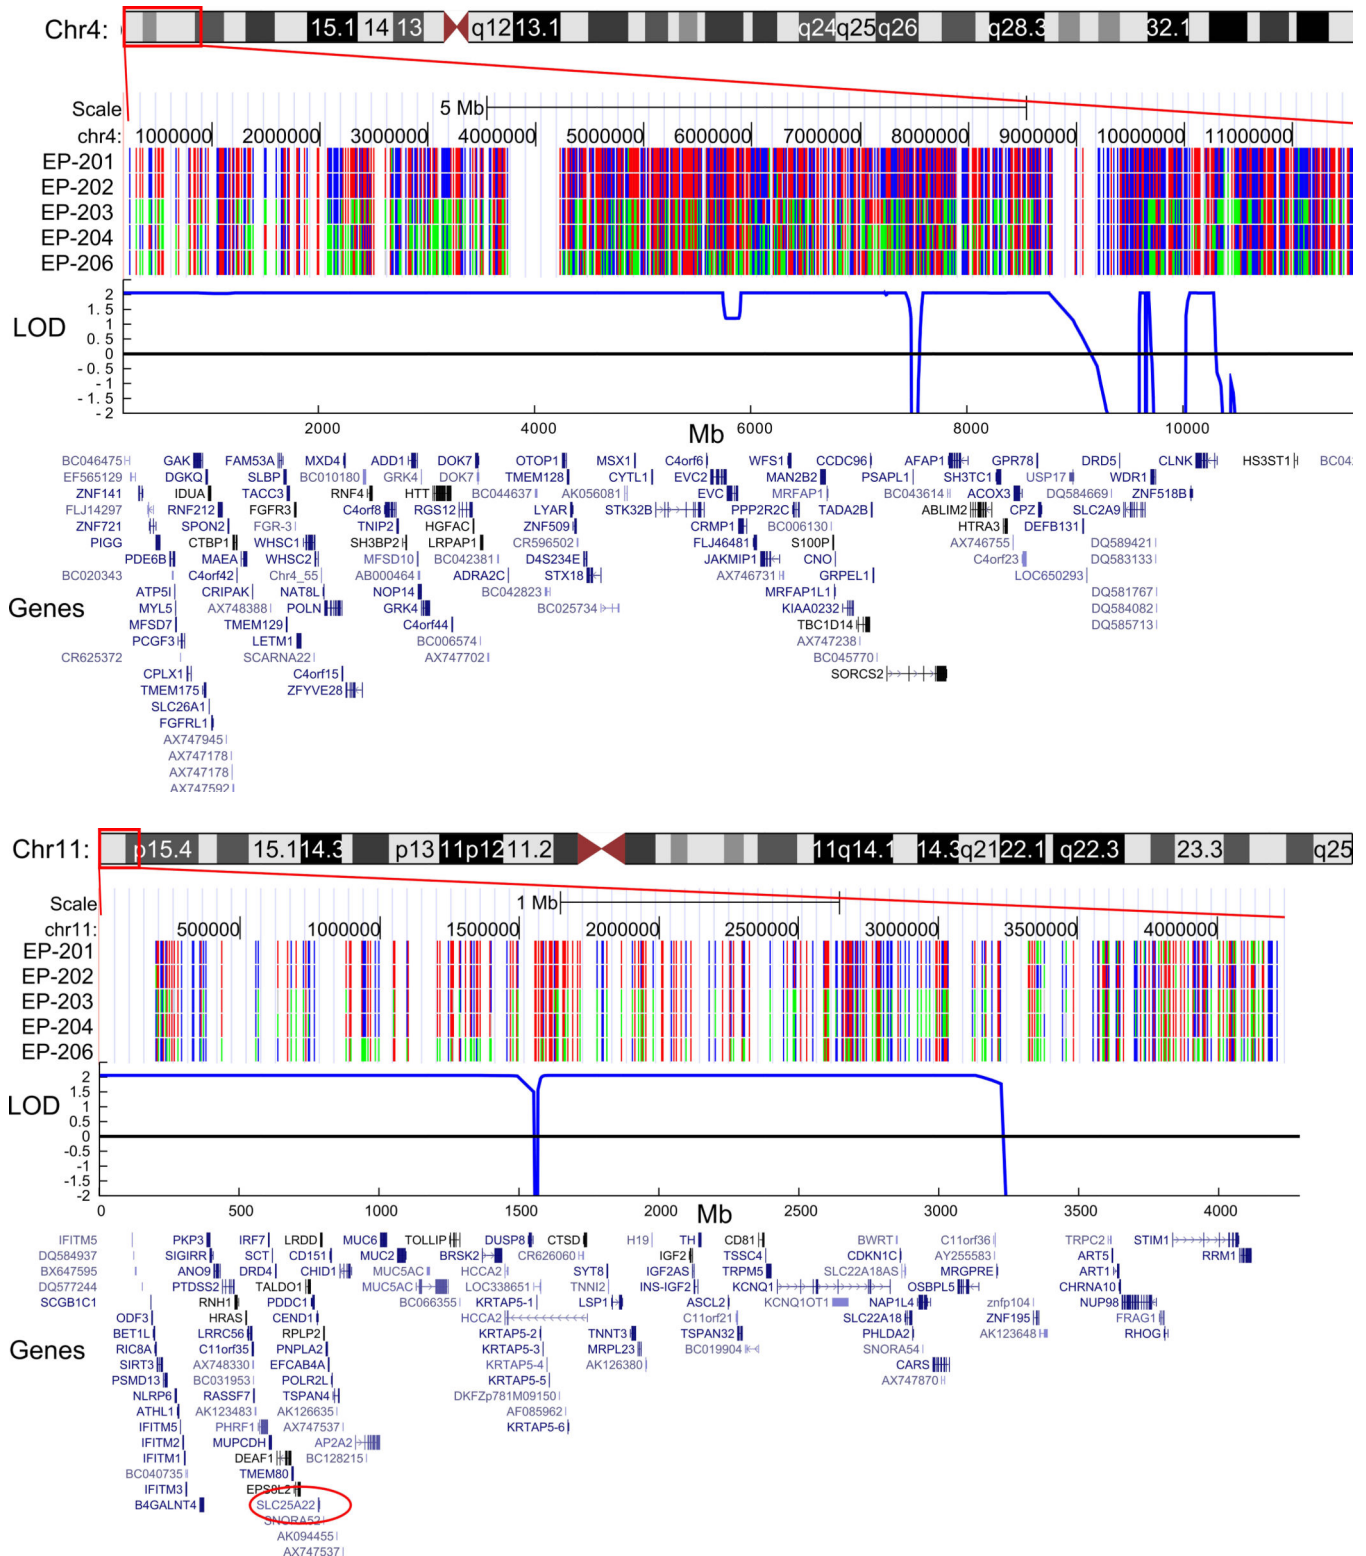 Chr4: 15.1 14 13 q12 13.1 q24 q25 q26 q28.3 32.1
Scale 5 Mb
chr4: 1000000 2000000 3000000 4000000 5000000 6000000 7000000 8000000 9000000 10000000 11000000
EP-201
EP-202
EP-203
EP-204
EP-206
LOD
2
1. 5
1
0. 5
0
- 0. 5
- 1
- 1. 5
- 2
2000 4000 6000 8000 10000
Mb
BC046475 GAK FAM53A MXD4 ADD1 DOK7 OTOP1 MSX1 C4orf6 WFS1 CCDC96 AFAP1 GPR78 DRD5 CLNK HS3ST1 BC04
EF565129 DGKQ SLBP BC010180 GRK4 DOK7 TMEM128 CYTL1 EVC2 MAN2B2 PSAPL1 SH3TC1 USP17 WDR1
ZNF141 IDUA TACC3 RNF4 HTT BC044637 AK056081 EVC MRFAP1 BC043614 ACOX3 DQ584669 ZNF518B
FLJ14297 RNF212 FGFR3 C4orf8 RGS12 LYAR STK32B PPP2R2C TADA2B ABLIM2 CPZ SLC2A9
ZNF721 SPON2 FGR-3 TNIP2 HGFAC ZNF509 CRMP1 BC006130 HTRA3 DEFB131
PIGG CTBP1 WHSC1 SH3BP2 LRPAP1 CR596502 FLJ46481 S100P AX746755 DQ589421
PDE6B MAEA WHSC2 MFSD10 BC042381 D4S234E JAKMIP1 CNO C4orf23 DQ583133
BC020343 C4orf42 Chr4_55 AB000464 ADRA2C STX18 AX746731 GRPEL1 LOC650293
ATP5I CRIPAK NAT8L NOP14 BC042823 MRFAP1L1 DQ581767
Genes
MYL5 AX748388 POLN GRK4 BC025734 KIAA0232 DQ584082
MFSD7 TMEM129 C4orf44 TBC1D14 DQ585713
PCGF3 LETM1 BC006574 AX747238
CR625372 SCARNA22 AX747702 BC045770
CPLX1 C4orf15 SORCS2
TMEM175 ZFYVE28
SLC26A1
FGFRL1
AX747945
AX747178
AX747178
AX747592
Chr11: p15.4 15.1 14.3 p13 11p12 11.2 11q14.1 14.3 q21 22.1 q22.3 23.3 q25
Scale 1 Mb
chr11: 500000 1000000 1500000 2000000 2500000 3000000 3500000 4000000
EP-201
EP-202
EP-203
EP-204
EP-206
LOD
2
1.5
1
0.5
0
-0.5
-1
-1.5
-2
0 500 1000 1500 2000 2500 3000 3500 4000
Mb
IFITM5 PKP3 IRF7 LRDD MUC6 TOLLIP DUSP8 CTSD H19 TH CD81 BWRT C11orf36 TRPC2 STIM1
DQ584937 SIGIRR SCT CD151 MUC2 BRSK2 CR626060 IGF2 TSSC4 CDKN1C AY255583 ART5 RRM1
BX647595 ANO9 DRD4 CHID1 MUC5AC HCCA2 SYT8 IGF2AS TRPM5 SLC22A18AS MRGPRE ART1
DQ577244 PTDSS2 TALDO1 MUC5AC LOC338651 TNNI2 INS-IGF2 KCNQ1 OSBPL5 CHRNA10
SCGB1C1 RNH1 PDDC1 BC066355 KRTAP5-1 LSP1 ASCL2 KCNQ1OT1 NAP1L4 znfp104 NUP98
ODF3 HRAS CEND1 HCCA2 C11orf21 SLC22A18 ZNF195 FRAG1
BET1L LRRC56 RPLP2 KRTAP5-2 TNNT3 TSPAN32 PHLDA2 AK123648 RHOG
RIC8A C11orf35 PNPLA2 KRTAP5-3 MRPL23 BC019904 SNORA54
Genes
SIRT3 AX748330 EFCAB4A KRTAP5-4 AK126380 CARS
PSMD13 BC031953 POLR2L KRTAP5-5 AX747870
NLRP6 RASSF7 TSPAN4 DKFZp781M09150
ATHL1 AK123483 AK126635 AF085962
IFITM5 PHRF1 AX747537 KRTAP5-6
IFITM2 MUPCDH AP2A2
IFITM1 DEAF1 BC128215
BC040735 TMEM80
IFITM3 EPS8L2
B4GALNT4 SLC25A22
SNORA52
AK094455
AX747537